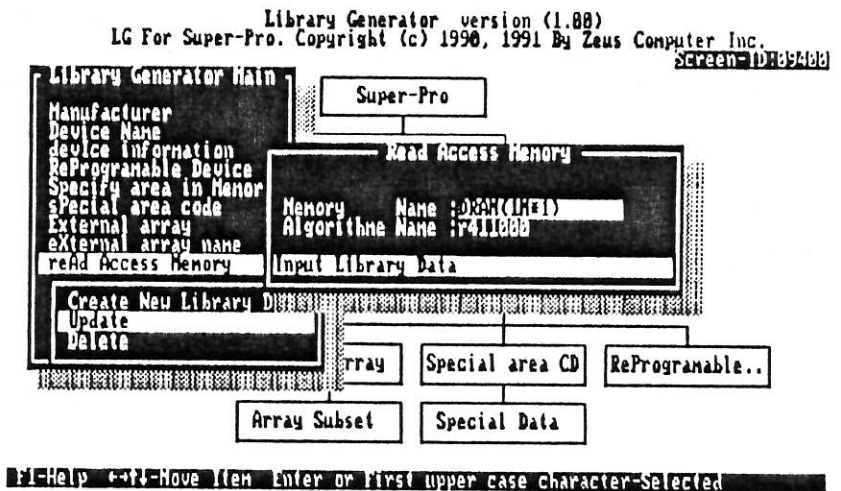 Library Generator version (1.00)
LG For Super-Pro. Copyright (c) 1990, 1991 By Zeus Computer Inc.
Screen-ID:09400
Library Generator Main
Super-Pro
Manufacturer
Device Name
device information
ReProgramable Device
Specify area in Memor
sPecial area code
External array
eXternal array name
reAd Access Memory
Read Access Memory
Memory Name :DRAM(1M*1)
Algorithme Name :r411000
Input Library Data
Create New Library D
Update
Delete
rray
Special area CD
ReProgramable..
Array Subset
Special Data
F1-Help ←→↑↓-Move Item Enter or First upper case character-Selected